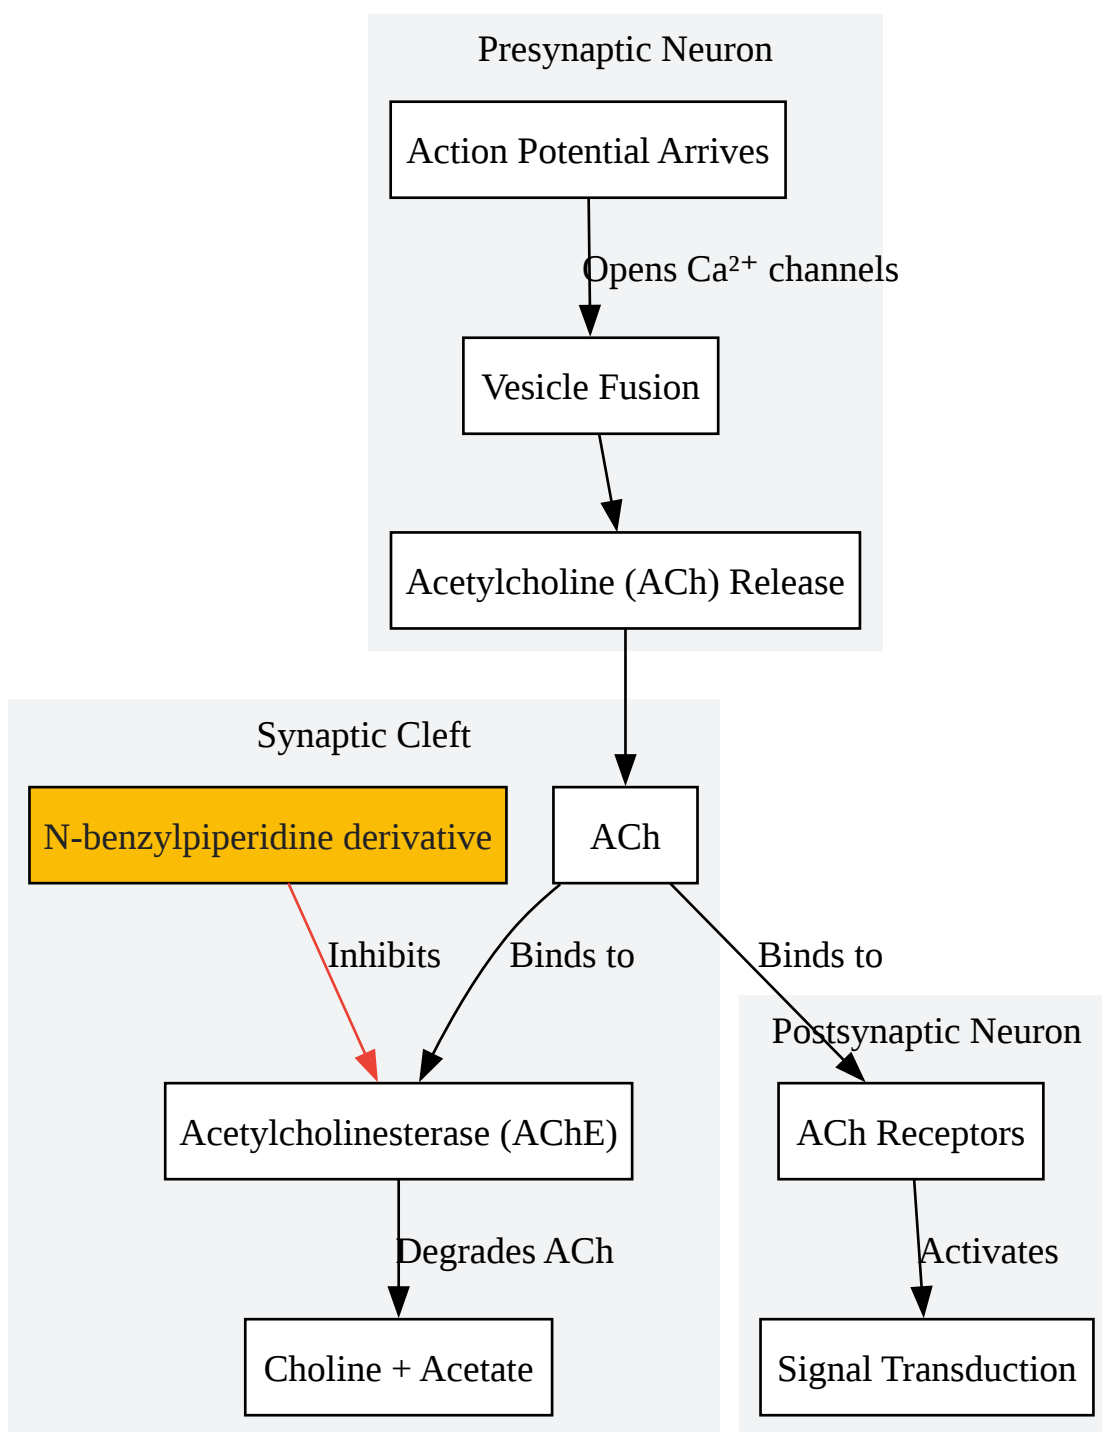 Presynaptic Neuron
Action Potential Arrives
Opens Ca²⁺ channels
Vesicle Fusion
Acetylcholine (ACh) Release
Synaptic Cleft
N-benzylpiperidine derivative
ACh
Inhibits
Binds to
Binds to
Postsynaptic Neuron
Acetylcholinesterase (AChE)
ACh Receptors
Degrades ACh
Activates
Choline + Acetate
Signal Transduction